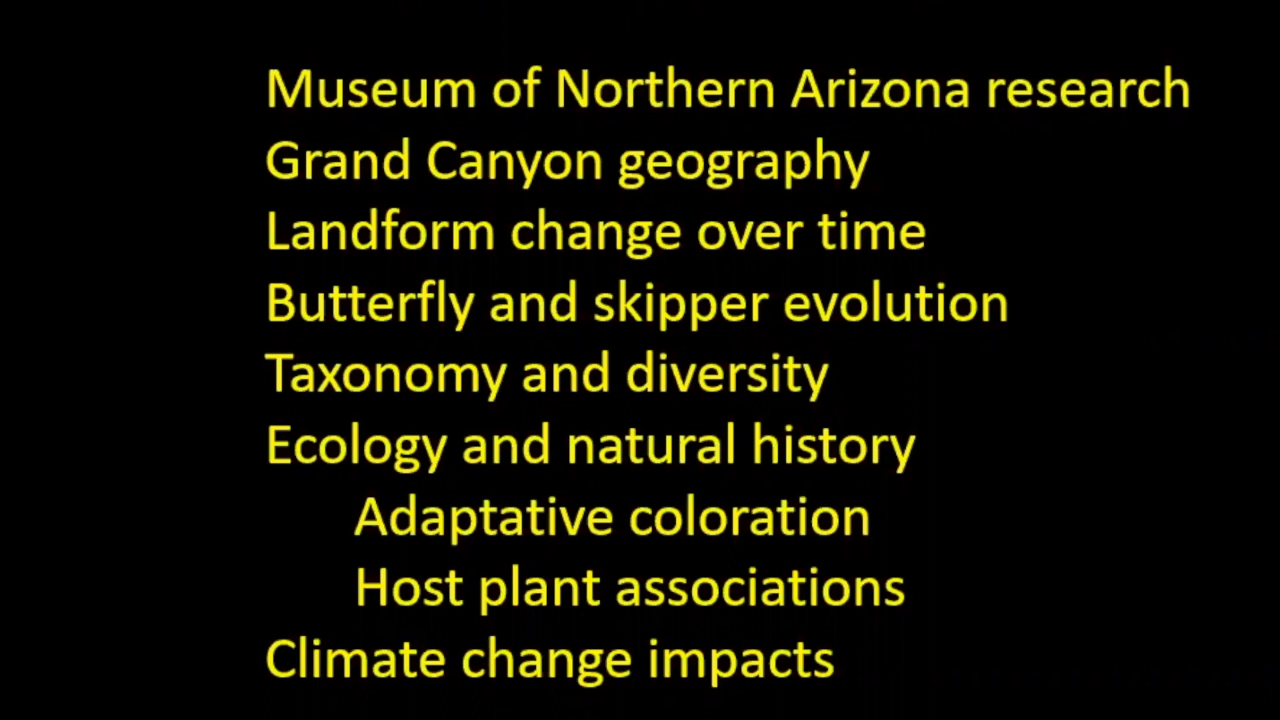 Museum of Northern Arizona research
Grand Canyon geography
Landform change over time
Butterfly and skipper evolution
Taxonomy and diversity
Ecology and natural history
Adaptative coloration
Host plant associations
Climate change impacts